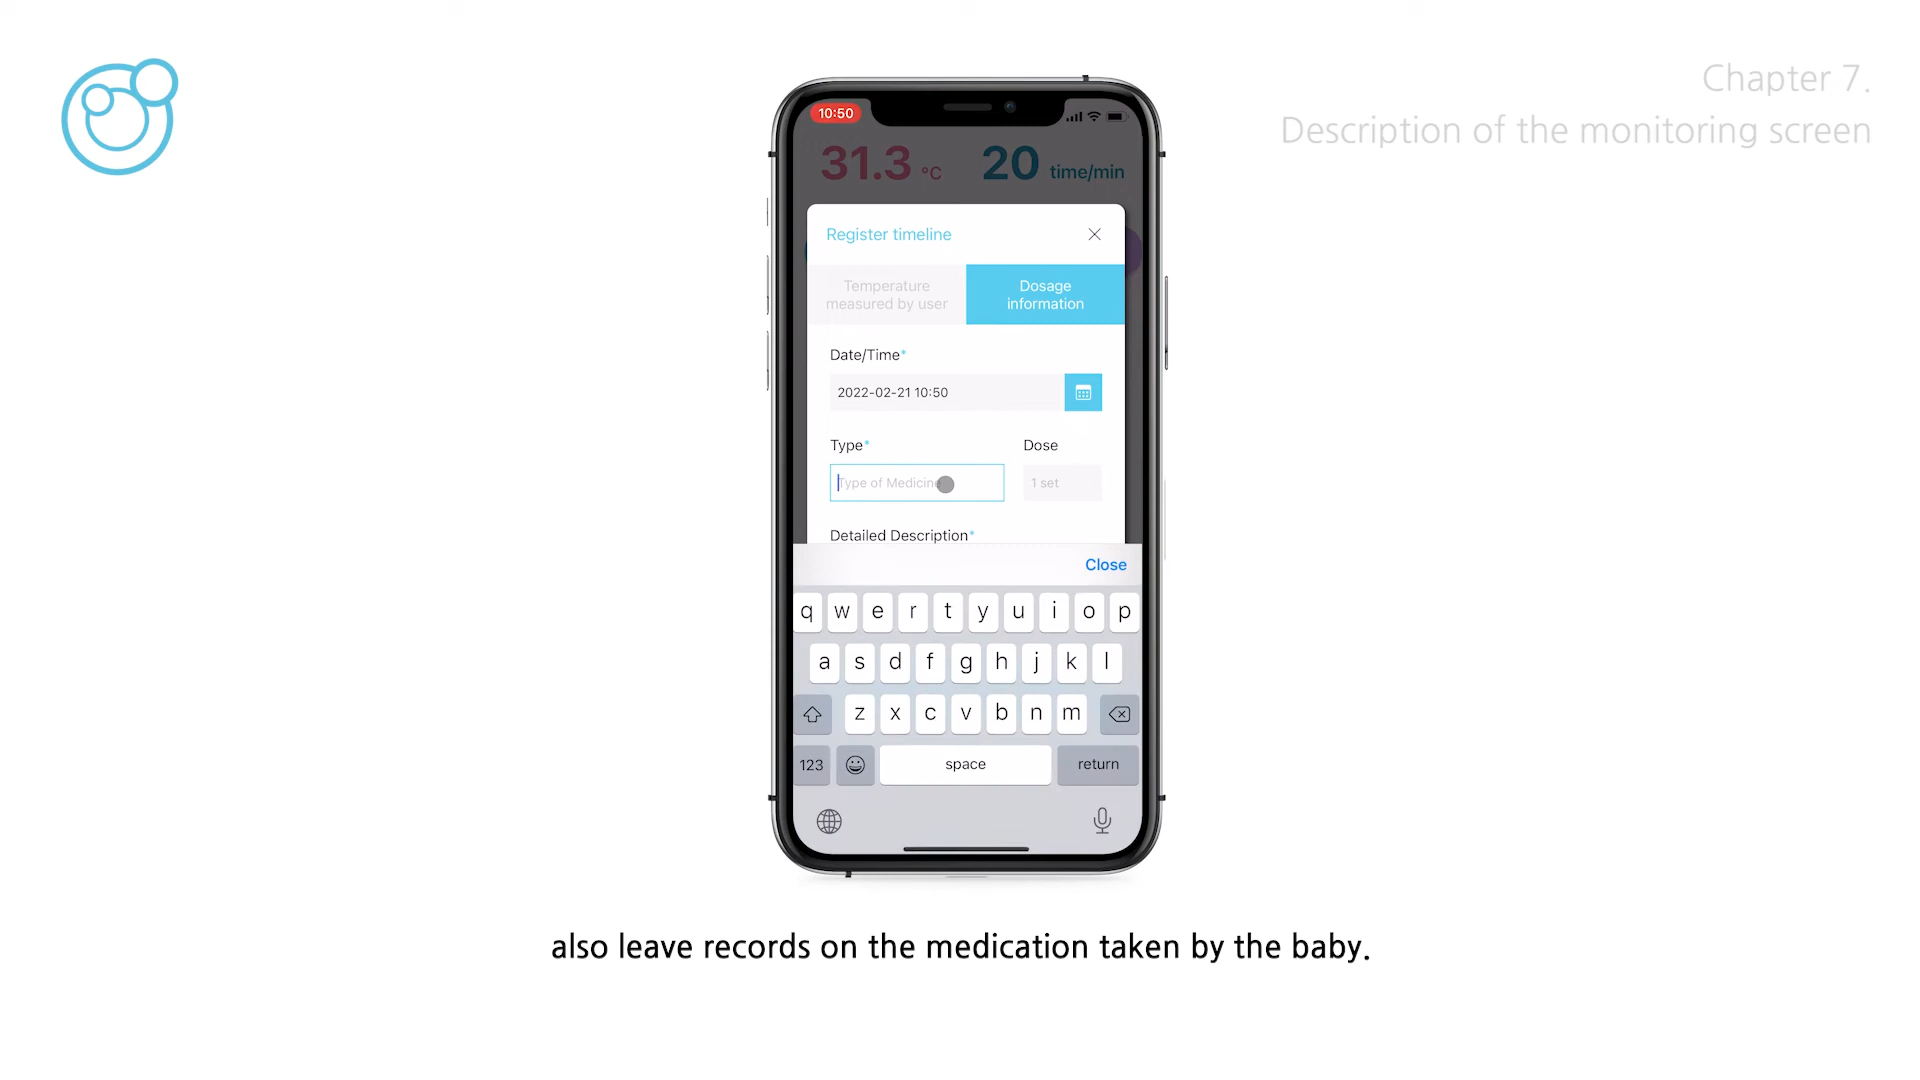 Chapter 7.
Description of the monitoring screen
10:50
31.3 °C 20 time/min
Register timeline
Temperature
measured by user
Dosage
information
Date/Time*
2022-02-21 10:50
Type* Dose
Type of Medicine 1 set
Detailed Description*
Close
q w e r t y u i o p
a s d f g h j k l
z x c v b n m
123 space return
also leave records on the medication taken by the baby.